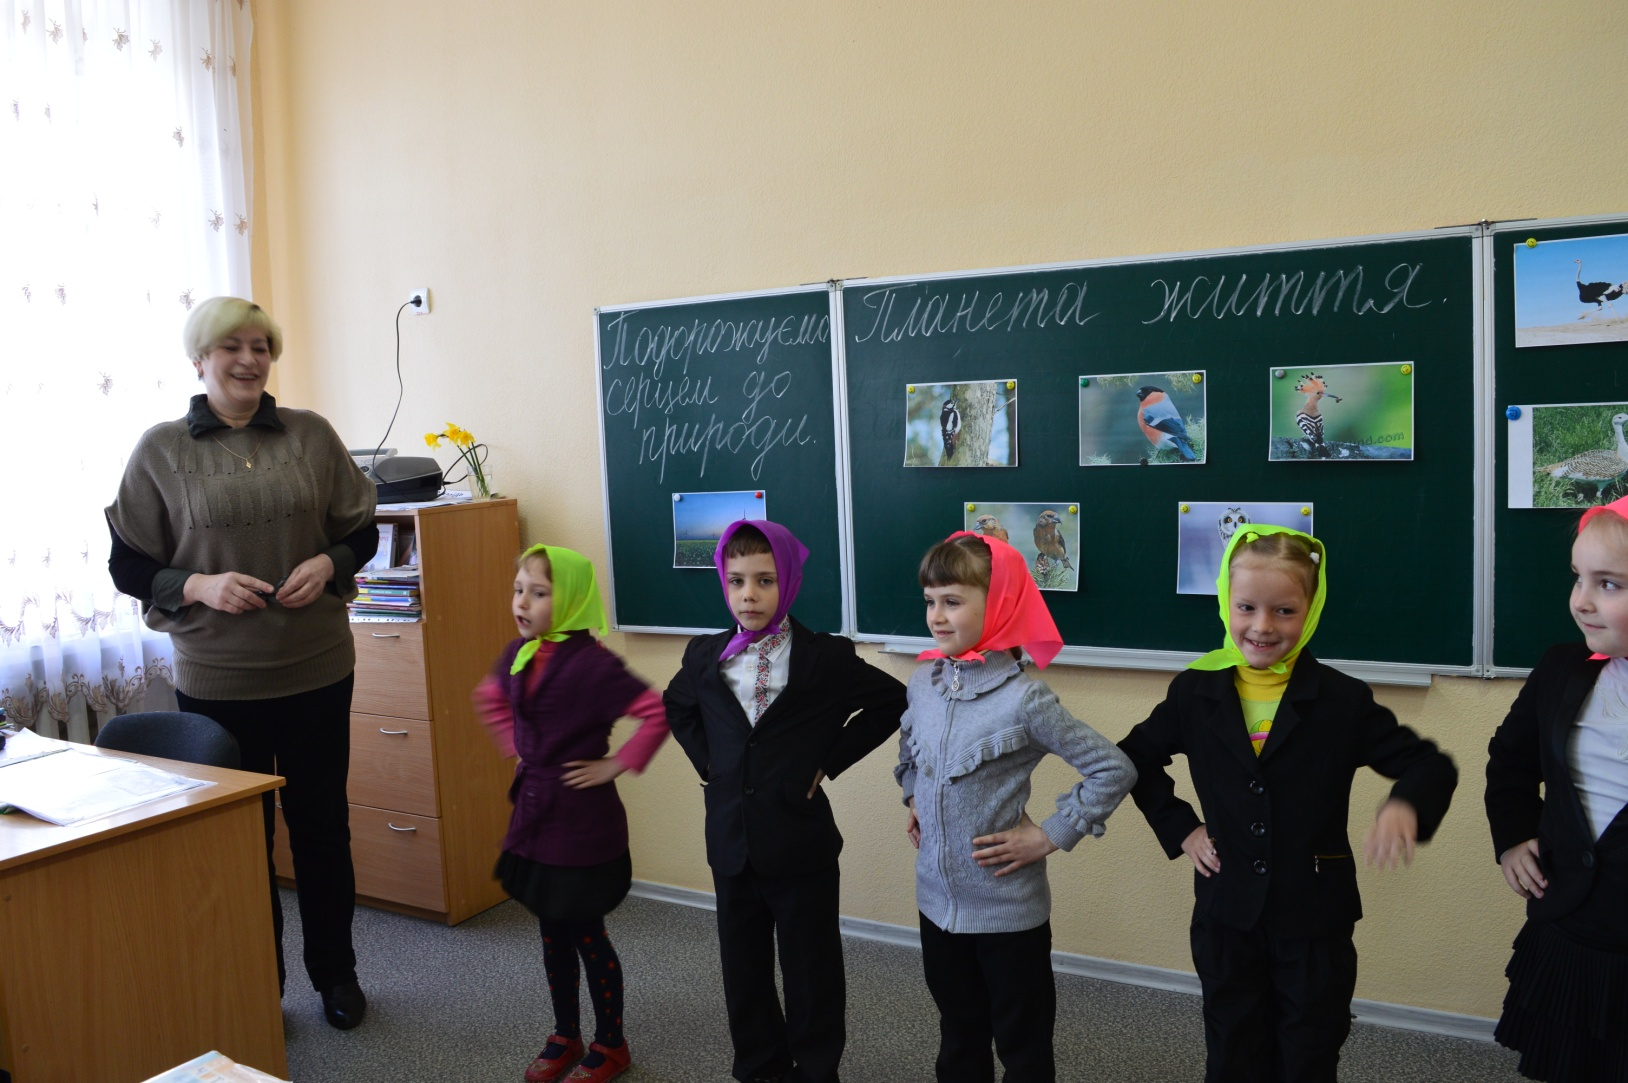 Подорожуємо
серцем до
природи.
Планета життя.